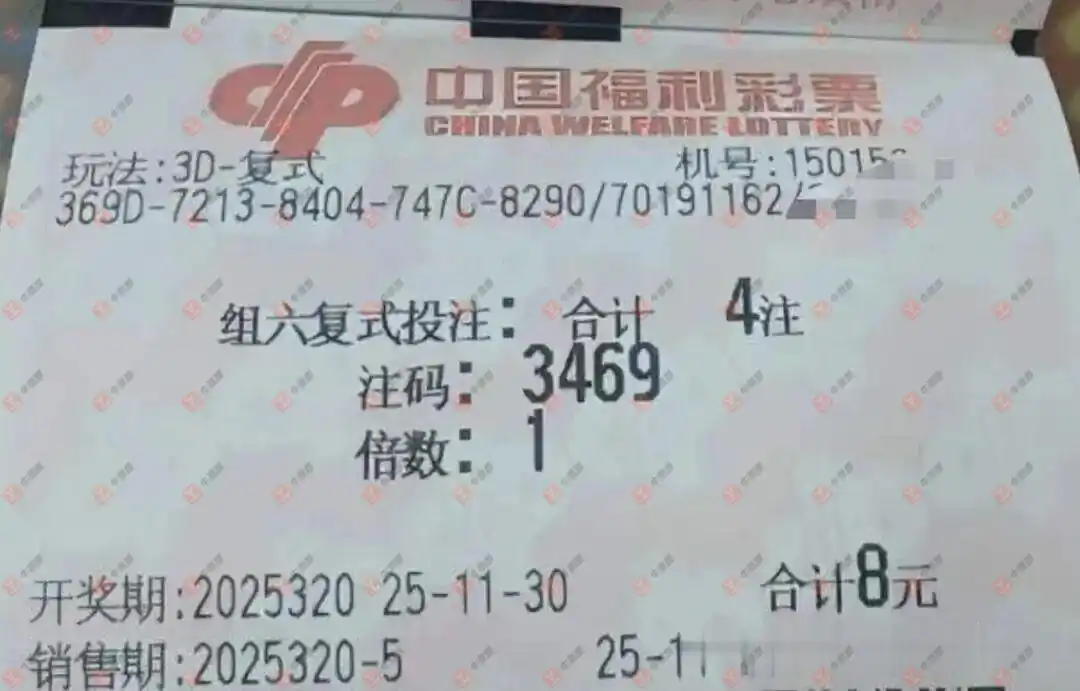 中国福利彩票
CHINA WELFARE LOTTERY
玩法:3D-复式 机号:15015
369D-7213-8404-747C-8290/70191162/
组六复式投注: 合计 4注
注码: 3469
倍数: 1
开奖期:2025320 25-11-30 合计8元
销售期:2025320-5 25-11